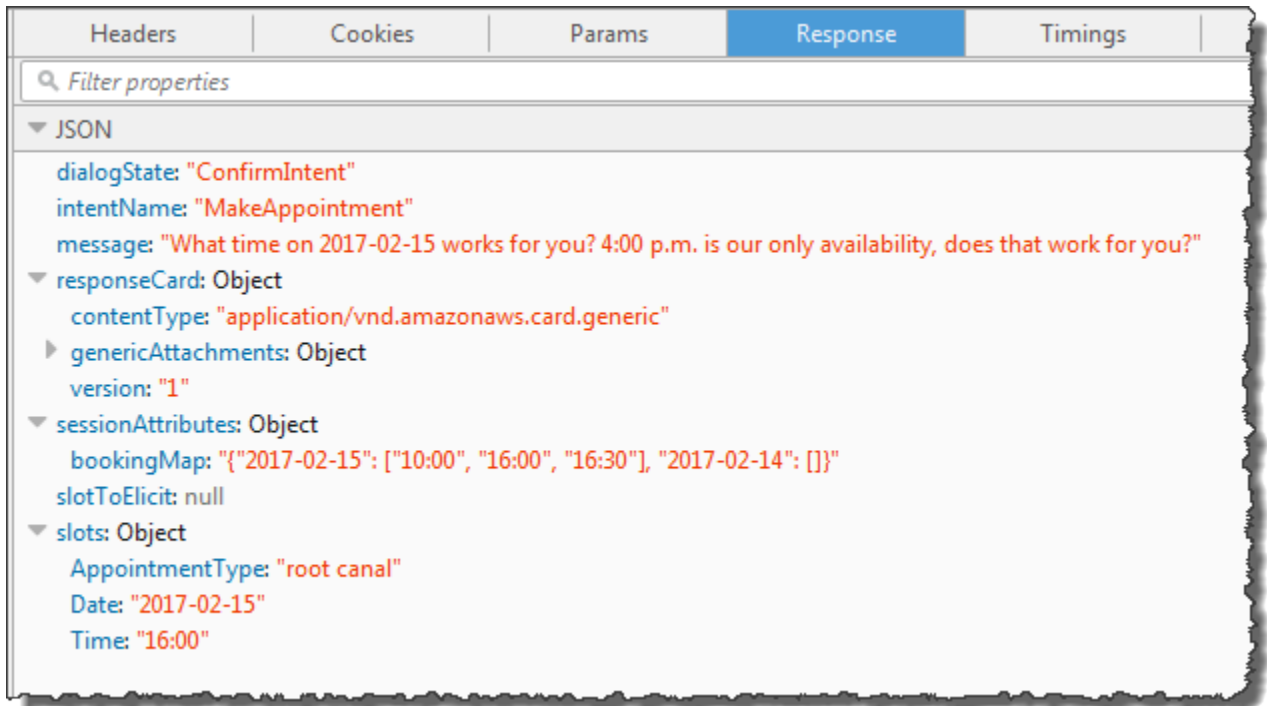 Headers Cookies Params Response Timings
Filter properties
JSON
dialogState: "ConfirmIntent"
intentName: "MakeAppointment"
message: "What time on 2017-02-15 works for you? 4:00 p.m. is our only availability, does that work for you?"
responseCard: Object
contentType: "application/vnd.amazonaws.card.generic"
genericAttachments: Object
version: "1"
sessionAttributes: Object
bookingMap: "{"2017-02-15": ["10:00", "16:00", "16:30"], "2017-02-14": []}"
slotToElicit: null
slots: Object
AppointmentType: "root canal"
Date: "2017-02-15"
Time: "16:00"